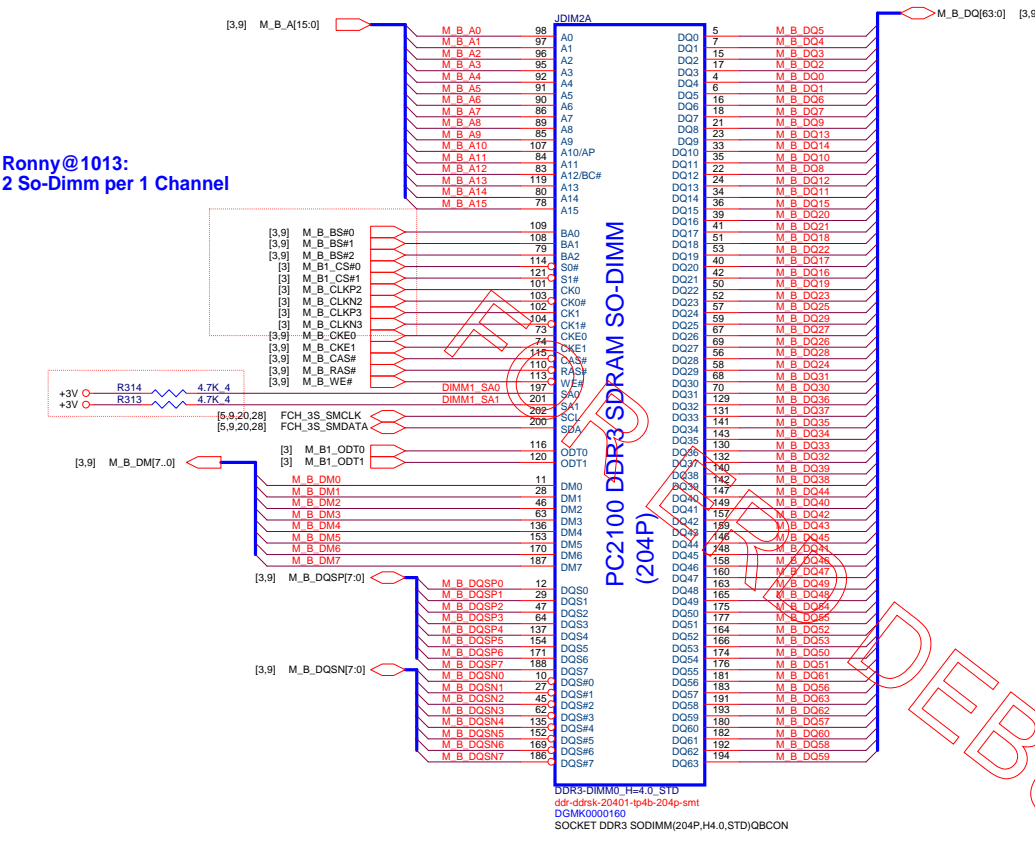 [3,9] M_B_A[15:0]
Ronny@1013:
2 So-Dimm per 1 Channel
JDIM2A
M_B_A0 98 A0
M_B_A1 97 A1
M_B_A2 96 A2
M_B_A3 95 A3
M_B_A4 92 A4
M_B_A5 91 A5
M_B_A6 90 A6
M_B_A7 86 A7
M_B_A8 89 A8
M_B_A9 85 A9
M_B_A10 107 A10/AP
M_B_A11 84 A11
M_B_A12 83 A12/BC#
M_B_A13 119 A13
M_B_A14 80 A14
M_B_A15 78 A15
[3,9] M_B_BS#0 109 BA0
[3,9] M_B_BS#1 108 BA1
[3,9] M_B_BS#2 79 BA2
[3] M_B1_CS#0 114 S0#
[3] M_B1_CS#1 121 S1#
[3] M_B_CLKP2 101 CK0
[3] M_B_CLKN2 103 CK0#
[3] M_B_CLKP3 102 CK1
[3] M_B_CLKN3 104 CK1#
[3,9] M_B_CKE0 73 CKE0
[3,9] M_B_CKE1 74 CKE1
[3,9] M_B_CAS# 115 CAS#
[3,9] M_B_RAS# 110 RAS#
[3,9] M_B_WE# 113 WE#
+3V R314 4.7K_4 DIMM1_SA0 197 SA0
+3V R313 4.7K_4 DIMM1_SA1 201 SA1
[5,9,20,28] FCH_3S_SMCLK 202 SCL
[5,9,20,28] FCH_3S_SMDATA 200 SDA
[3] M_B1_ODT0 116 ODT0
[3] M_B1_ODT1 120 ODT1
[3,9] M_B_DM[7..0]
M_B_DM0 11 DM0
M_B_DM1 28 DM1
M_B_DM2 46 DM2
M_B_DM3 63 DM3
M_B_DM4 136 DM4
M_B_DM5 153 DM5
M_B_DM6 170 DM6
M_B_DM7 187 DM7
[3,9] M_B_DQSP[7:0]
M_B_DQSP0 12 DQS0
M_B_DQSP1 29 DQS1
M_B_DQSP2 47 DQS2
M_B_DQSP3 64 DQS3
M_B_DQSP4 137 DQS4
M_B_DQSP5 154 DQS5
M_B_DQSP6 171 DQS6
M_B_DQSP7 188 DQS7
[3,9] M_B_DQSN[7:0]
M_B_DQSN0 10 DQS#0
M_B_DQSN1 27 DQS#1
M_B_DQSN2 45 DQS#2
M_B_DQSN3 62 DQS#3
M_B_DQSN4 135 DQS#4
M_B_DQSN5 152 DQS#5
M_B_DQSN6 169 DQS#6
M_B_DQSN7 186 DQS#7
PC2100 DDR3 SDRAM SO-DIMM
(204P)
M_B_DQ[63:0] [3,9
DQ0 5 M_B_DQ5
DQ1 7 M_B_DQ4
DQ2 15 M_B_DQ3
DQ3 17 M_B_DQ2
DQ4 4 M_B_DQ0
DQ5 6 M_B_DQ1
DQ6 16 M_B_DQ6
DQ7 18 M_B_DQ7
DQ8 21 M_B_DQ9
DQ9 23 M_B_DQ13
DQ10 33 M_B_DQ14
DQ11 35 M_B_DQ10
DQ12 22 M_B_DQ8
DQ13 24 M_B_DQ12
DQ14 34 M_B_DQ11
DQ15 36 M_B_DQ15
DQ16 39 M_B_DQ20
DQ17 41 M_B_DQ21
DQ18 51 M_B_DQ18
DQ19 53 M_B_DQ22
DQ20 40 M_B_DQ17
DQ21 42 M_B_DQ16
DQ22 50 M_B_DQ19
DQ23 52 M_B_DQ23
DQ24 57 M_B_DQ25
DQ25 59 M_B_DQ29
DQ26 67 M_B_DQ27
DQ27 69 M_B_DQ26
DQ28 56 M_B_DQ28
DQ29 58 M_B_DQ24
DQ30 68 M_B_DQ31
DQ31 70 M_B_DQ30
DQ32 129 M_B_DQ36
DQ33 131 M_B_DQ37
DQ34 141 M_B_DQ35
DQ35 143 M_B_DQ34
DQ36 130 M_B_DQ33
DQ37 132 M_B_DQ32
DQ38 140 M_B_DQ39
DQ39 142 M_B_DQ38
DQ40 147 M_B_DQ44
DQ41 149 M_B_DQ40
DQ42 157 M_B_DQ42
DQ43 159 M_B_DQ43
DQ44 146 M_B_DQ45
DQ45 148 M_B_DQ41
DQ46 158 M_B_DQ46
DQ47 160 M_B_DQ47
DQ48 163 M_B_DQ49
DQ49 165 M_B_DQ48
DQ50 175 M_B_DQ54
DQ51 177 M_B_DQ55
DQ52 164 M_B_DQ52
DQ53 166 M_B_DQ53
DQ54 174 M_B_DQ50
DQ55 176 M_B_DQ51
DQ56 181 M_B_DQ61
DQ57 183 M_B_DQ56
DQ58 191 M_B_DQ63
DQ59 193 M_B_DQ62
DQ60 180 M_B_DQ57
DQ61 182 M_B_DQ60
DQ62 192 M_B_DQ58
DQ63 194 M_B_DQ59
DDR3-DIMM0_H=4.0_STD
ddr-ddrsk-20401-tp4b-204p-smt
DGMK0000160
SOCKET DDR3 SODIMM(204P,H4.0,STD)QBCON